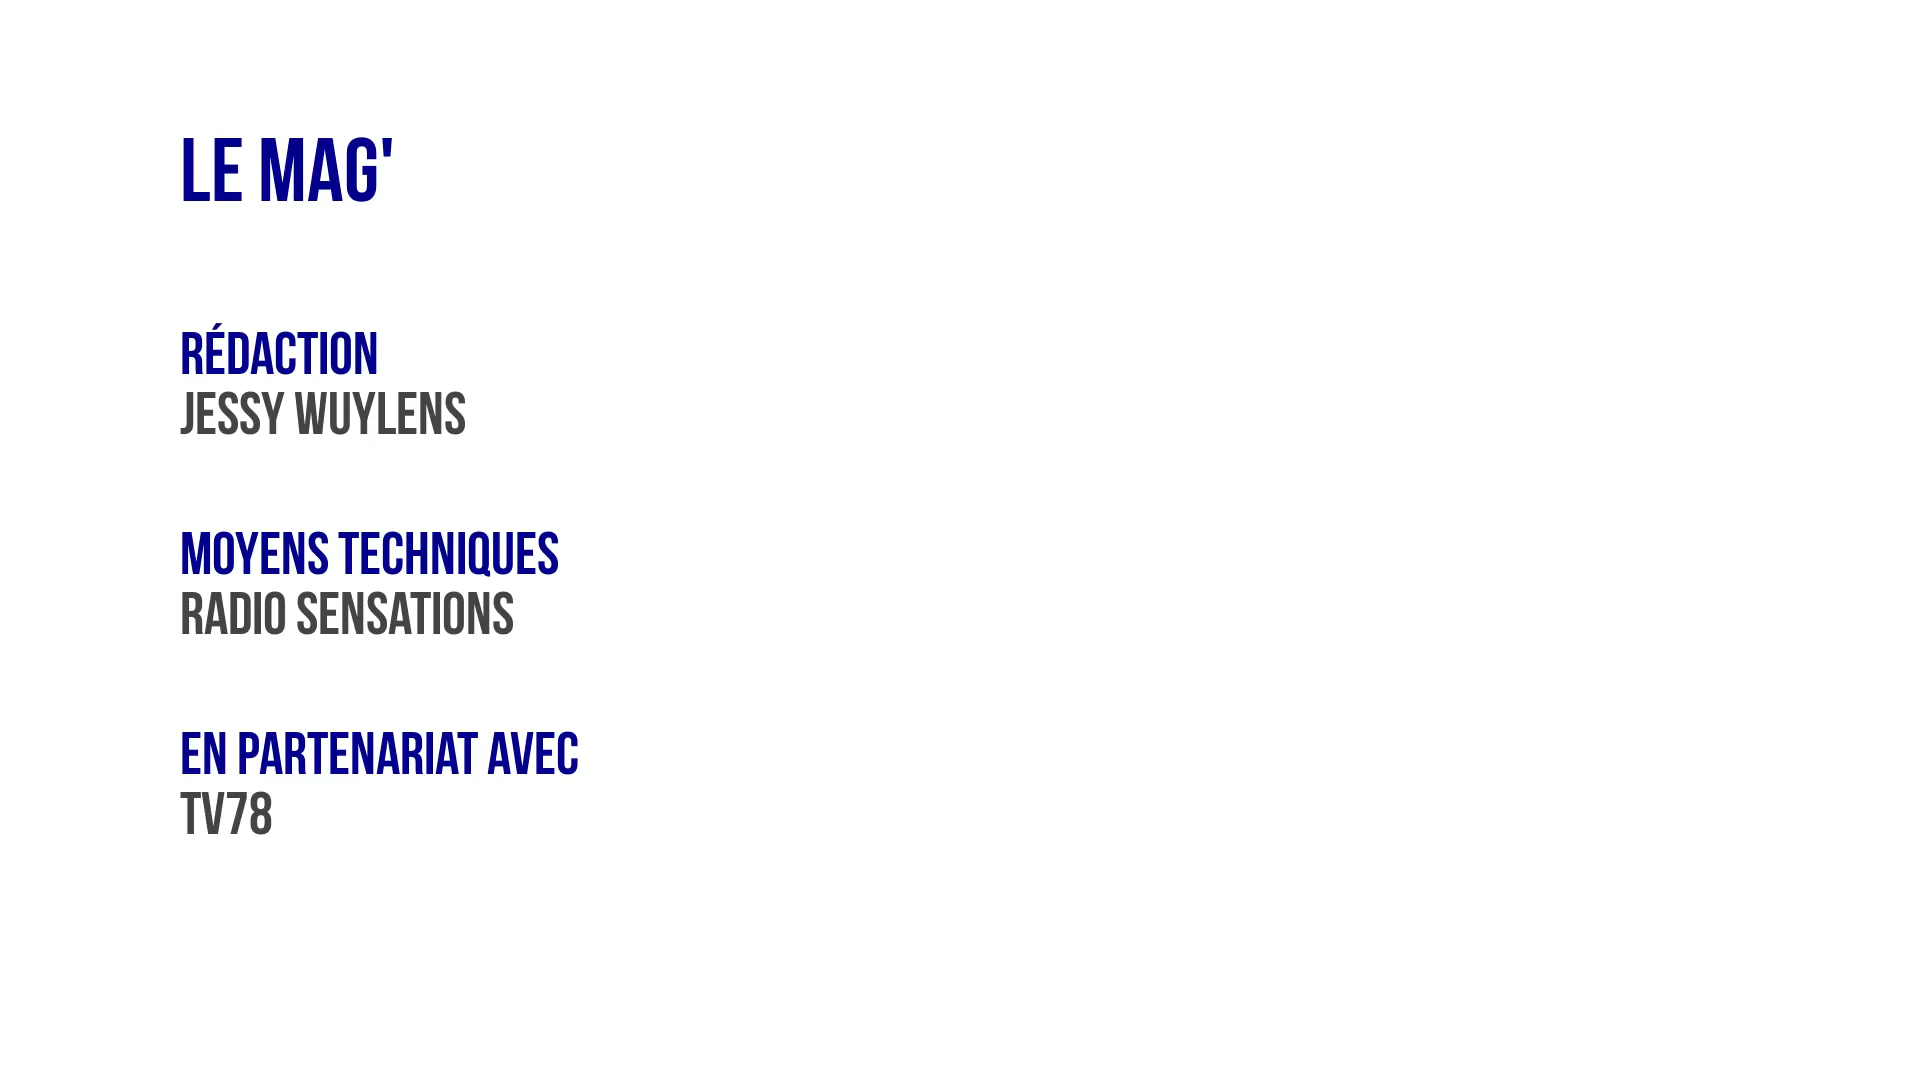 LE MAG'
RÉDACTION
JESSY WUYLENS
MOYENS TECHNIQUES
RADIO SENSATIONS
EN PARTENARIAT AVEC
TV78